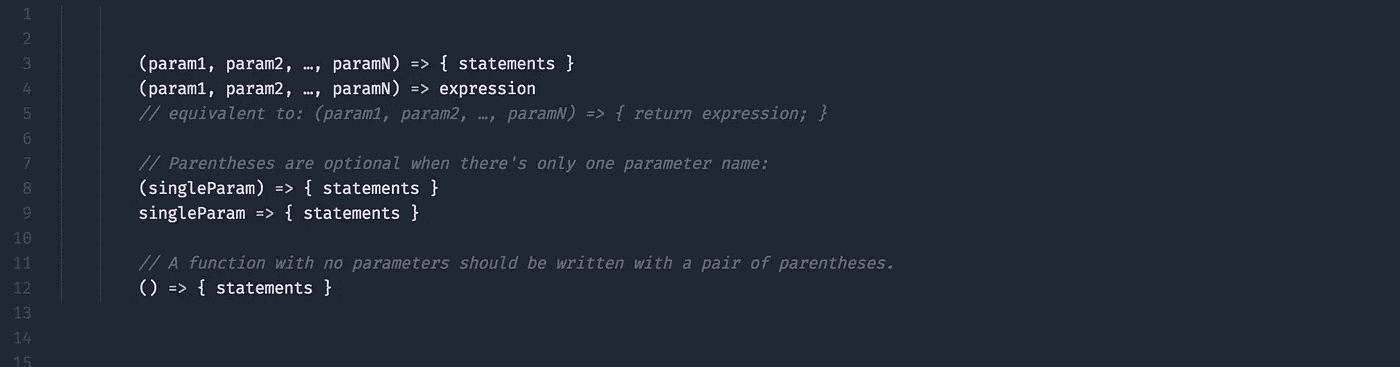 1
2
3 (param1, param2, …, paramN) => { statements }
4 (param1, param2, …, paramN) => expression
5 // equivalent to: (param1, param2, …, paramN) => { return expression; }
6
7 // Parentheses are optional when there's only one parameter name:
8 (singleParam) => { statements }
9 singleParam => { statements }
10
11 // A function with no parameters should be written with a pair of parentheses.
12 () => { statements }
13
14
15